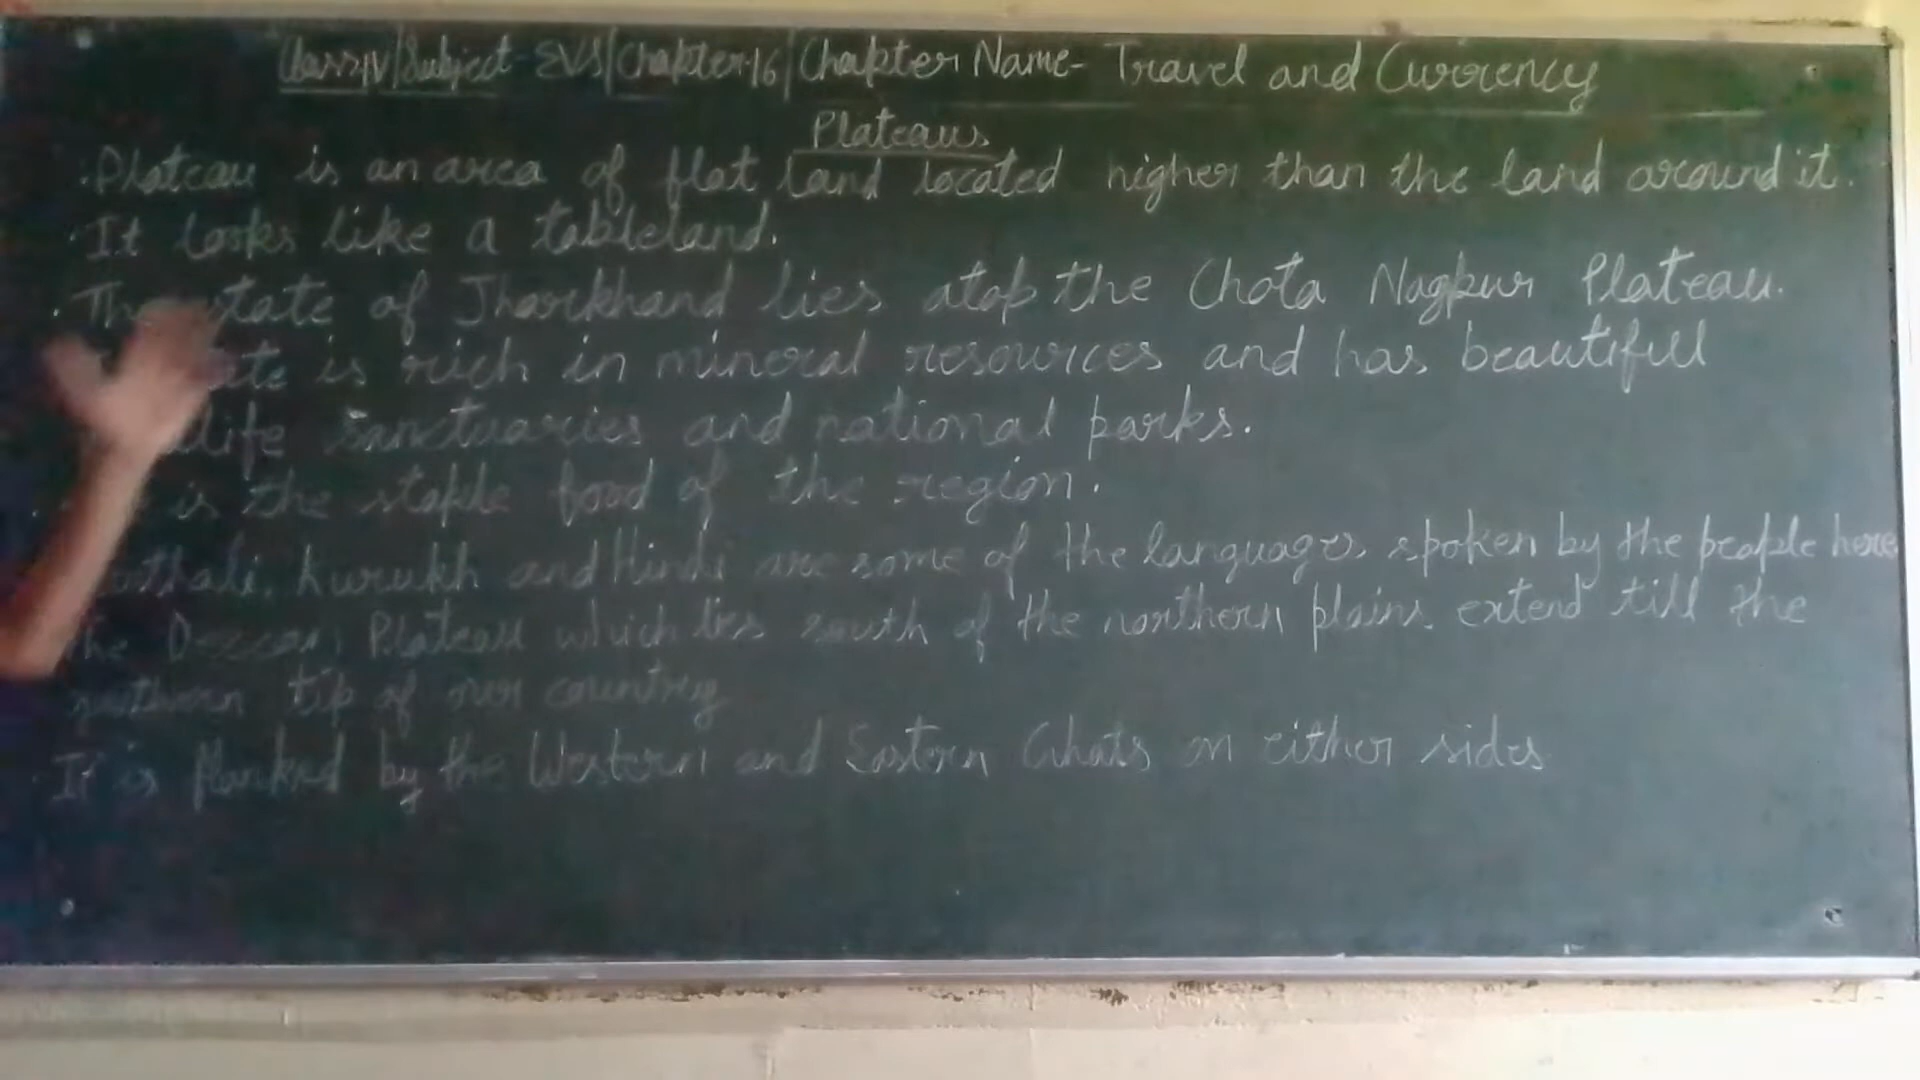 Class-IV|Subject-EVS|Chapter-16|Chapter Name- Travel and Currency
Plateaus
. Plateau is an area of flat land located higher than the land around it.
. It looks like a tableland.
. The state of Jharkhand lies atop the Chota Nagpur Plateau.
is rich in mineral resources and has beautifull
life sanctuaries and national parks.
is the staple food of the region.
Kurukh and Hindi are some of the languages spoken by the people here
The Deccan Plateau which lies south of the northern plains extend till the
southern tip of our country
It is flanked by the Western and Eastern Ghats on either sides